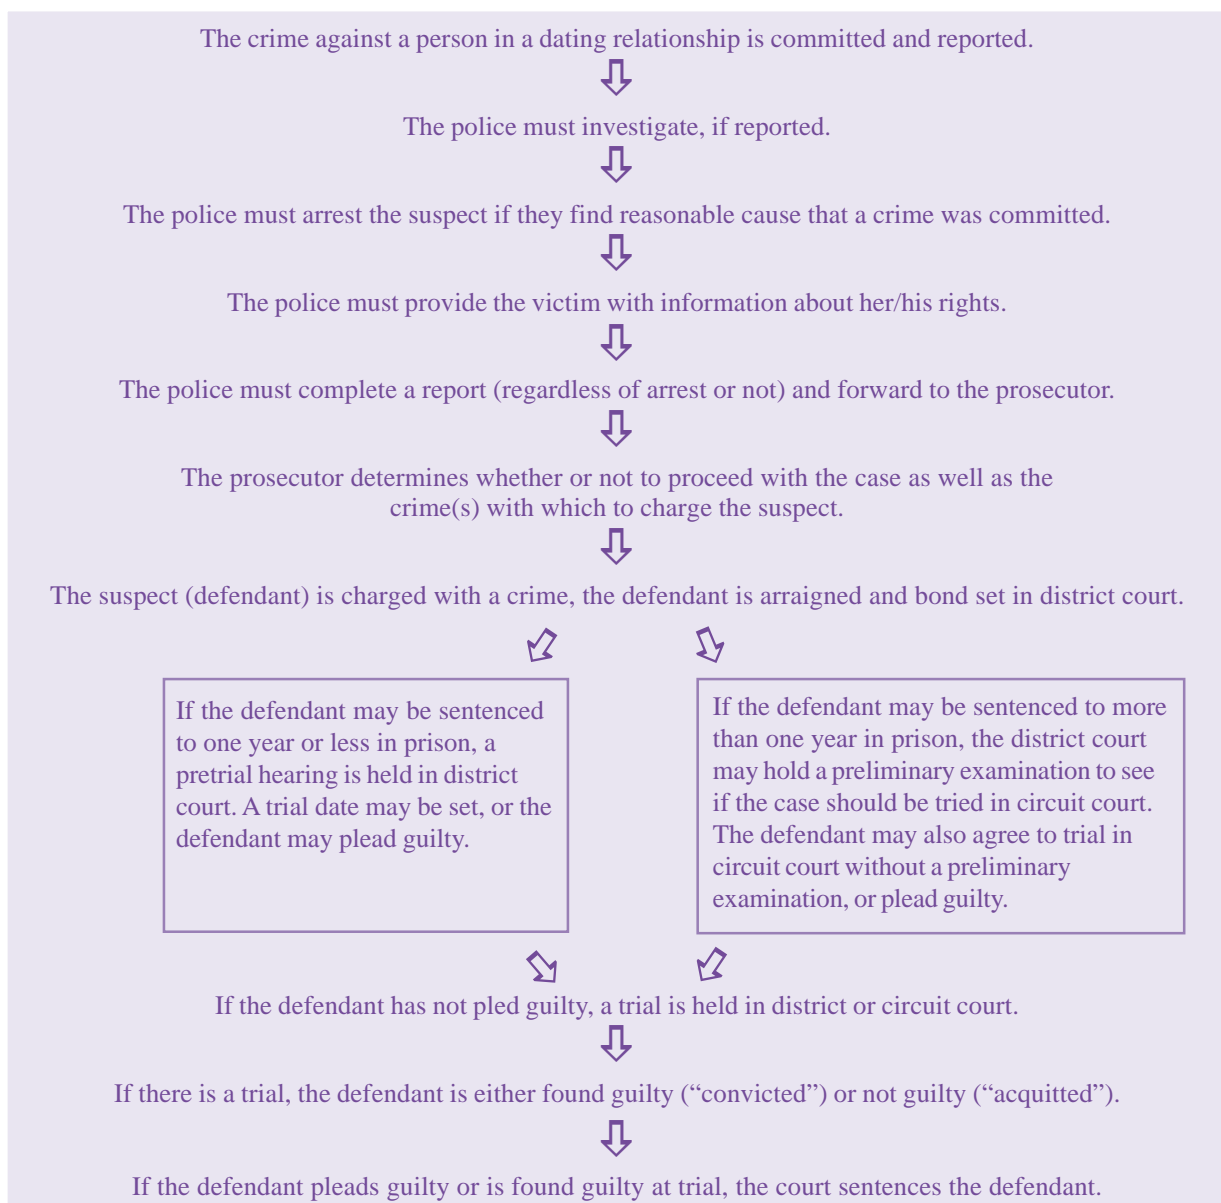 The crime against a person in a dating relationship is committed and reported.
The police must investigate, if reported.
The police must arrest the suspect if they find reasonable cause that a crime was committed.
The police must provide the victim with information about her/his rights.
The police must complete a report (regardless of arrest or not) and forward to the prosecutor.
The prosecutor determines whether or not to proceed with the case as well as the
crime(s) with which to charge the suspect.
The suspect (defendant) is charged with a crime, the defendant is arraigned and bond set in district court.
If the defendant may be sentenced
to one year or less in prison, a
pretrial hearing is held in district
court. A trial date may be set, or the
defendant may plead guilty.
If the defendant may be sentenced to more
than one year in prison, the district court
may hold a preliminary examination to see
if the case should be tried in circuit court.
The defendant may also agree to trial in
circuit court without a preliminary
examination, or plead guilty.
If the defendant has not pled guilty, a trial is held in district or circuit court.
If there is a trial, the defendant is either found guilty (“convicted”) or not guilty (“acquitted”).
If the defendant pleads guilty or is found guilty at trial, the court sentences the defendant.